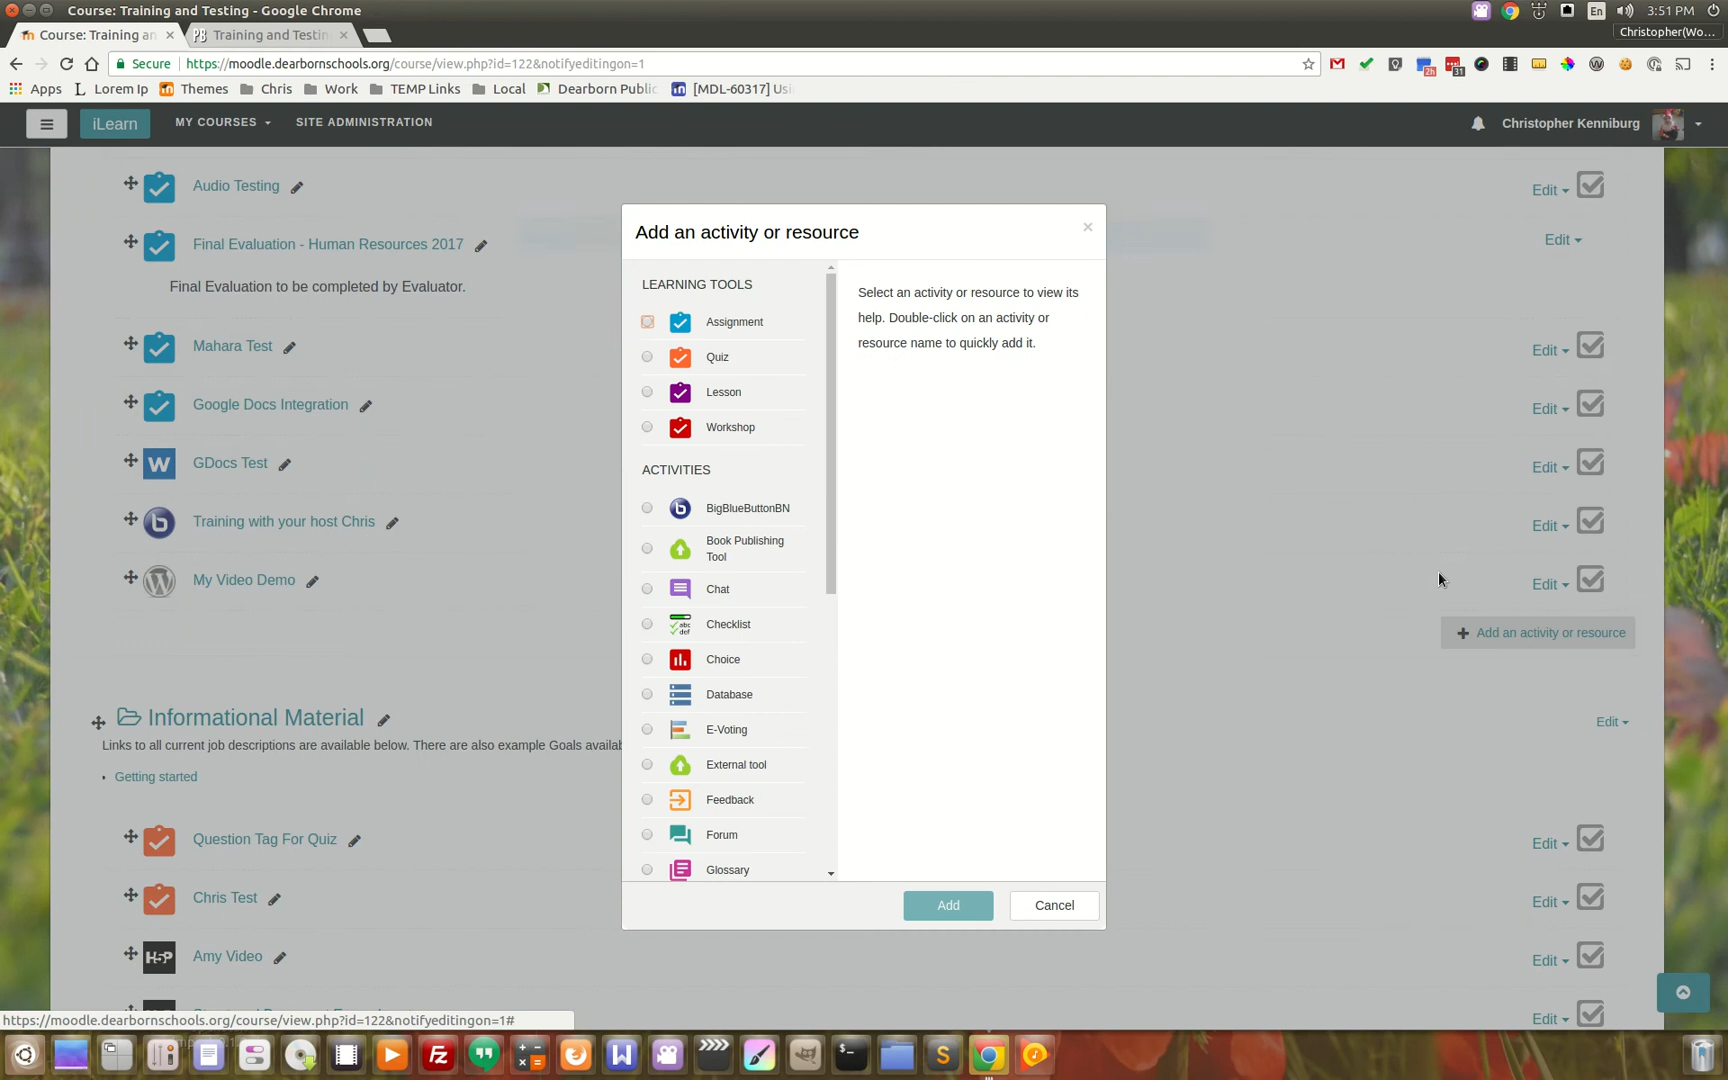 Course: Training and Testing - Google Chrome
En
3:51 PM
Course: Training an
Training and Testin
Christopher(Wo...
Secure
https://moodle.dearbornschools.org/course/view.php?id=122&notifyeditingon=1
2h
31
Apps
Lorem Ip
Themes
Chris
Work
TEMP Links
Local
Dearborn Public
[MDL-60317] Us
iLearn
MY COURSES
SITE ADMINISTRATION
Christopher Kenniburg
Audio Testing
Edit
Final Evaluation - Human Resources 2017
Edit
Final Evaluation to be completed by Evaluator.
Mahara Test
Edit
Google Docs Integration
Edit
W
GDocs Test
Edit
b
Training with your host Chris
Edit
My Video Demo
Edit
Add an activity or resource
Informational Material
Edit
Links to all current job descriptions are available below. There are also example Goals availab
Getting started
Question Tag For Quiz
Edit
Chris Test
Edit
H5P
Amy Video
Edit
Edit
Add an activity or resource
×
LEARNING TOOLS
Assignment
Quiz
Lesson
Workshop
ACTIVITIES
BigBlueButtonBN
Book Publishing
Tool
Chat
abc
def
Checklist
Choice
Database
E-Voting
External tool
Feedback
Forum
Glossary
Select an activity or resource to view its
help. Double-click on an activity or
resource name to quickly add it.
Add
Cancel
https://moodle.dearbornschools.org/course/view.php?id=122&notifyeditingon=1#